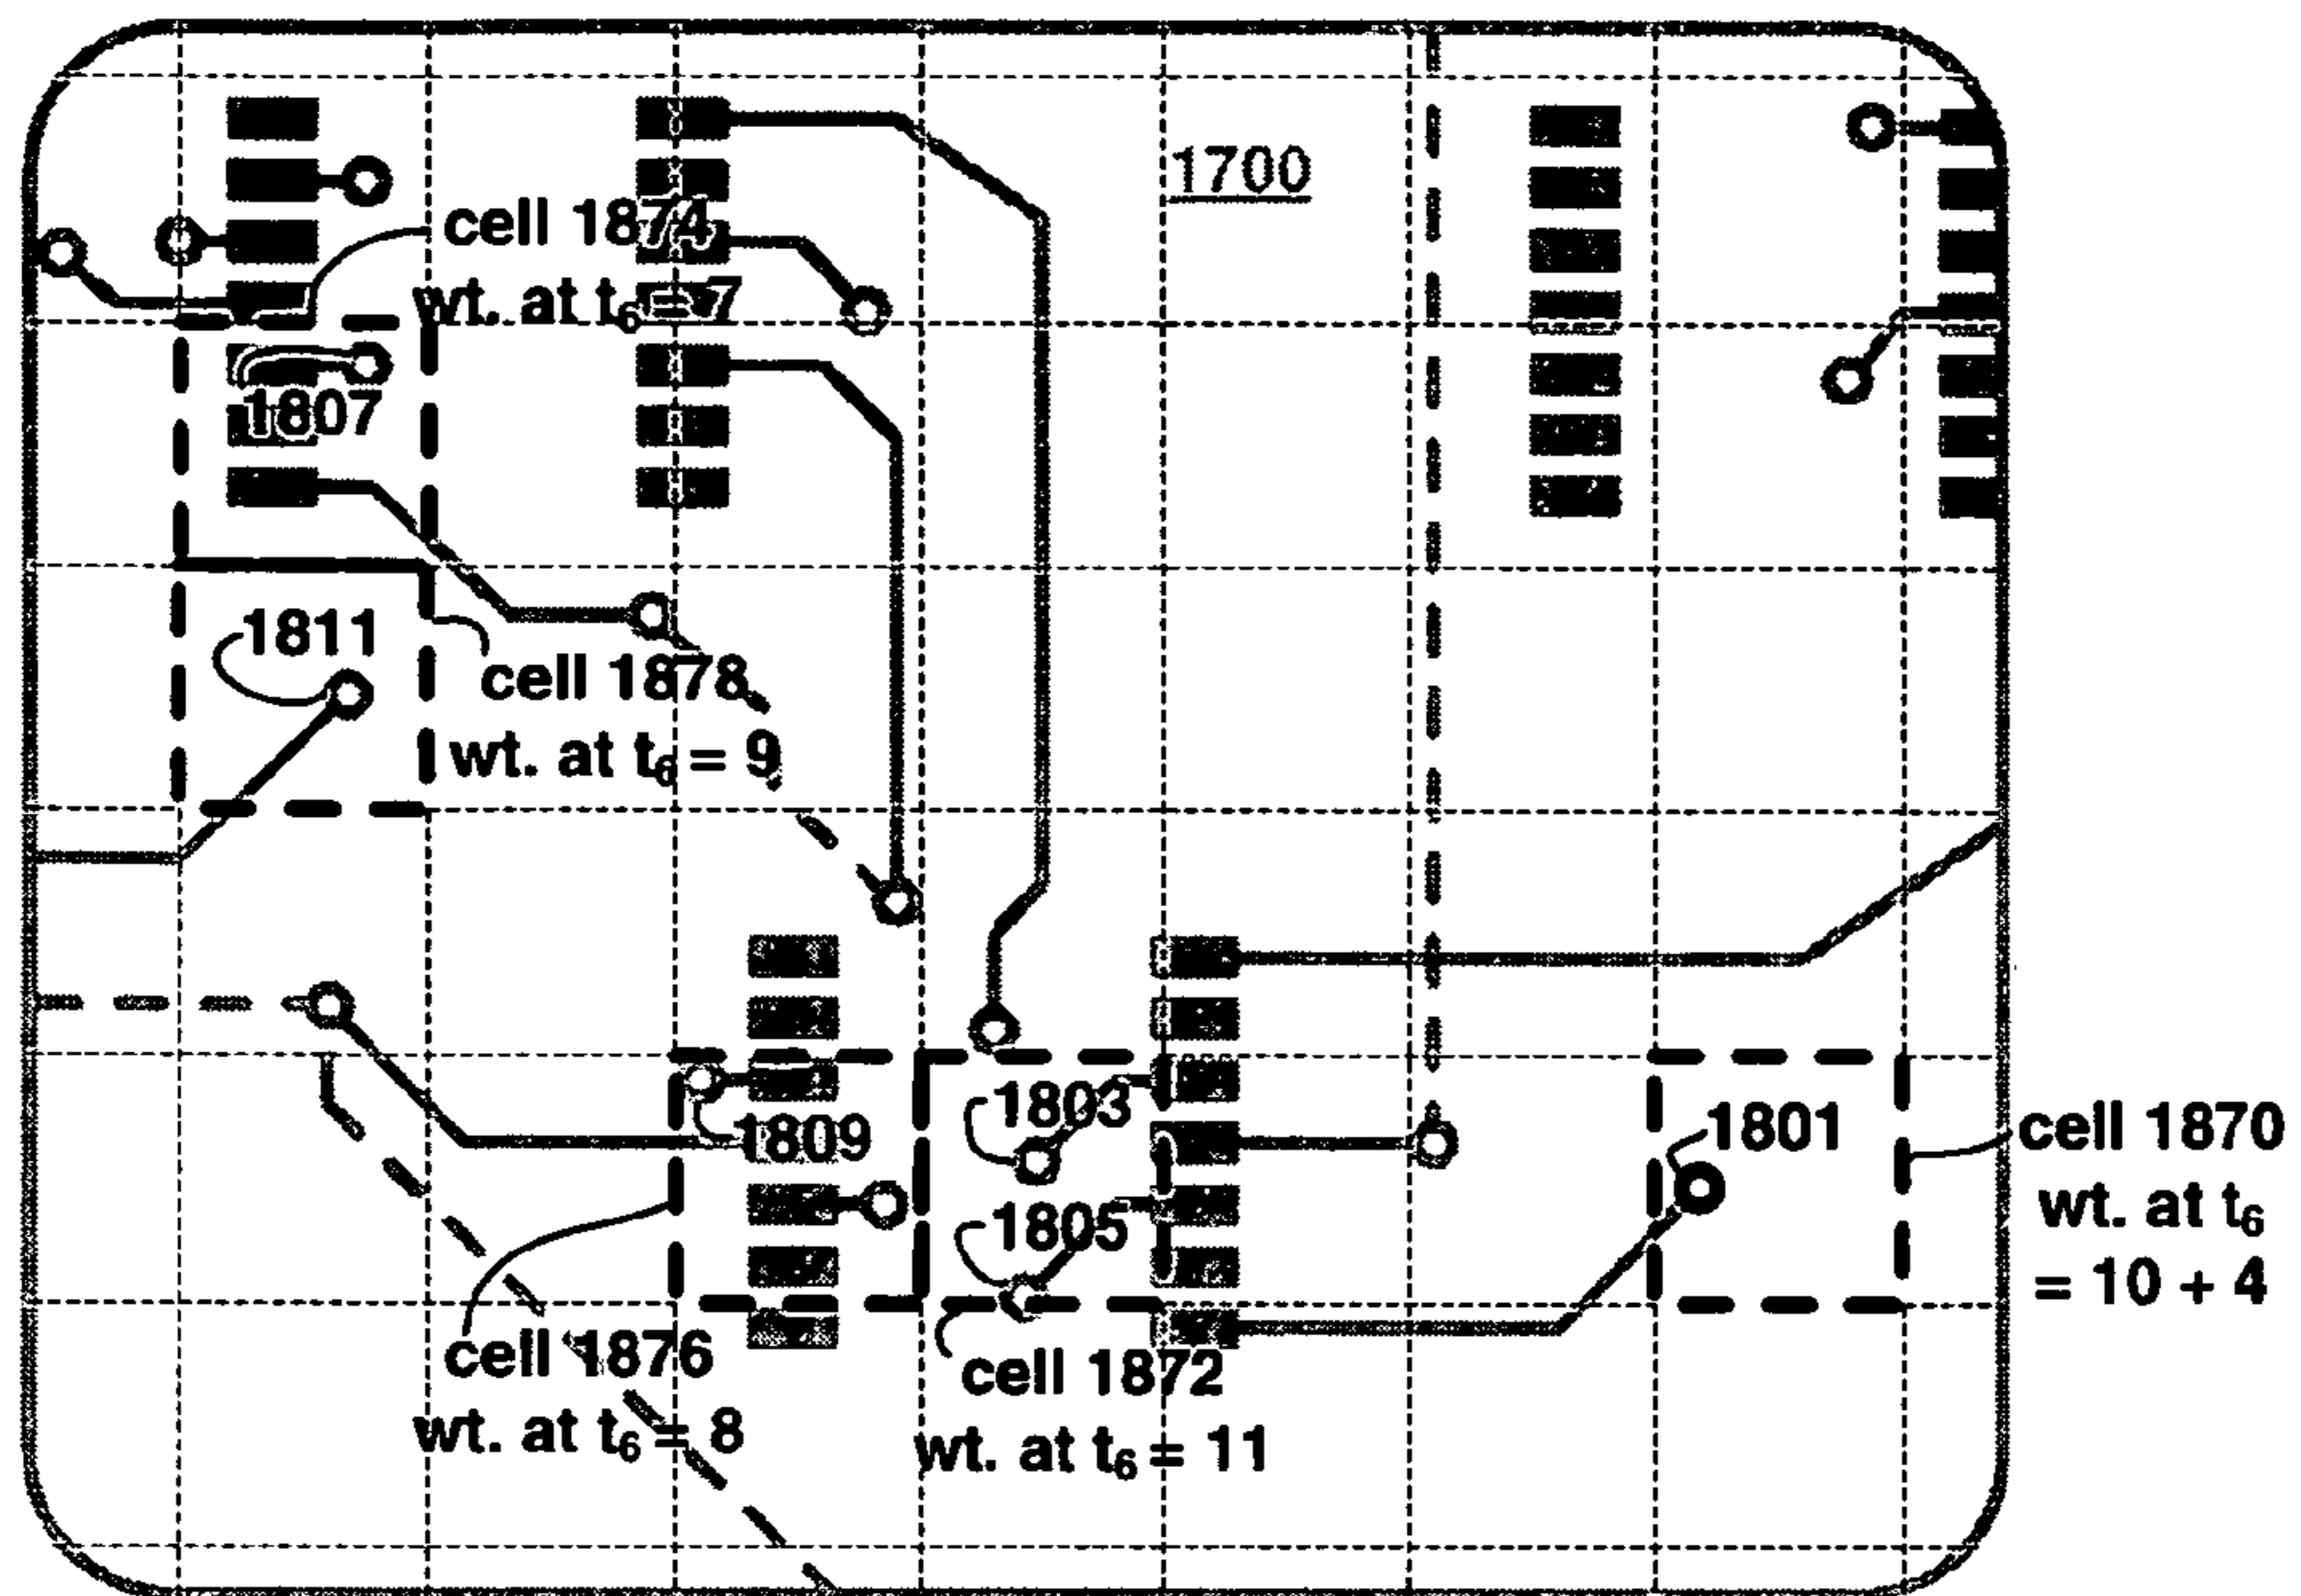 1700
cell 1874
wt. at t₆ = 7
1807
1811
cell 1878
wt. at t₆ = 9
1803
1809
1801
cell 1870
wt. at t₆
= 10 + 4
1805
cell 1876
wt. at t₆ = 8
cell 1872
wt. at t₆ = 11